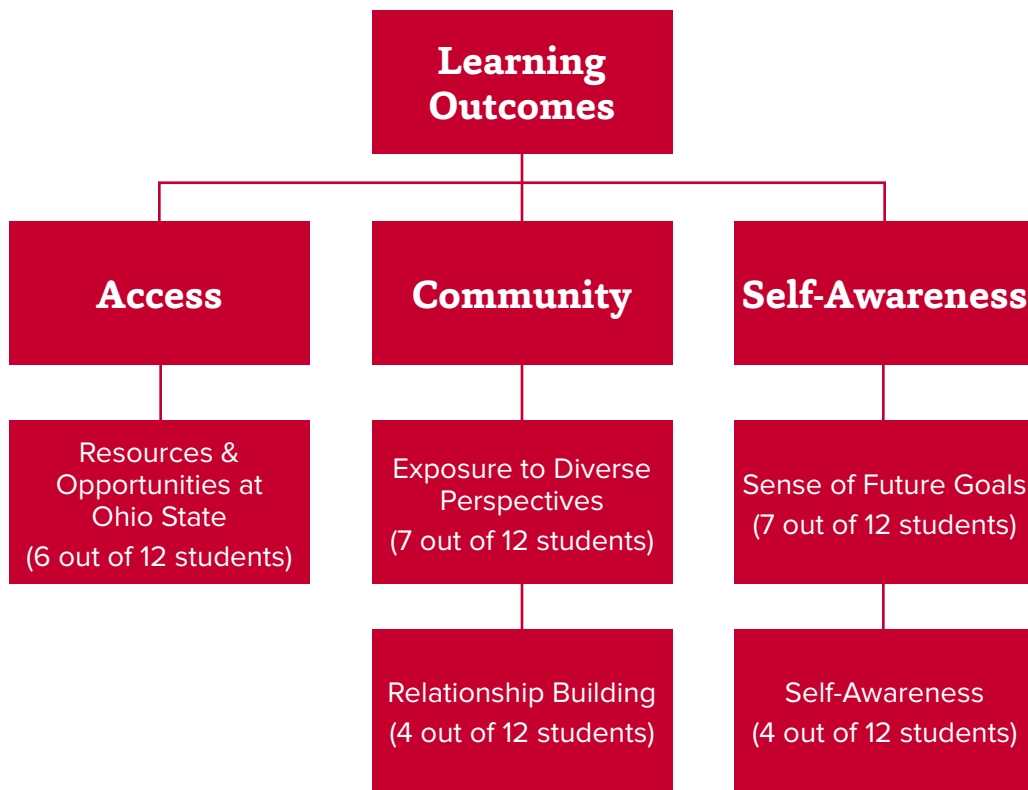 Learning
Outcomes
Access
Community
Self-Awareness
Resources &
Opportunities at
Ohio State
(6 out of 12 students)
Exposure to Diverse
Perspectives
(7 out of 12 students)
Sense of Future Goals
(7 out of 12 students)
Relationship Building
(4 out of 12 students)
Self-Awareness
(4 out of 12 students)